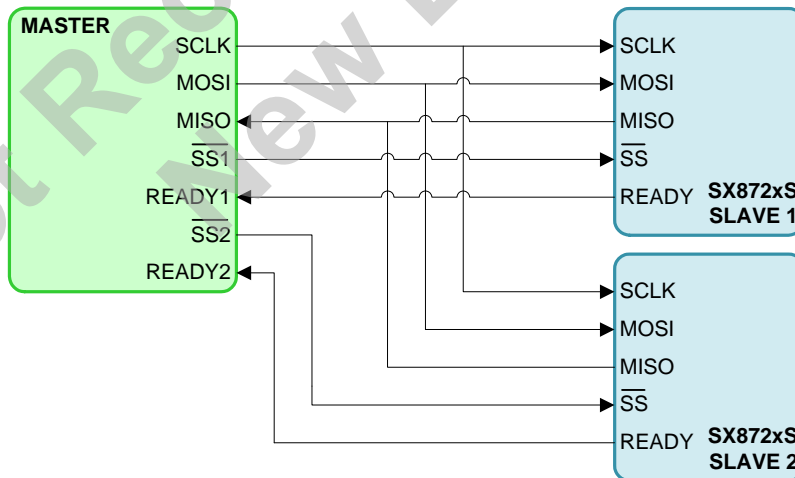 MASTER
SCLK
MOSI
MISO
SS1
READY1
SS2
READY2
SCLK
MOSI
MISO
SS
READY
SX872xS
SLAVE 1
SCLK
MOSI
MISO
SS
READY
SX872xS
SLAVE 2
New